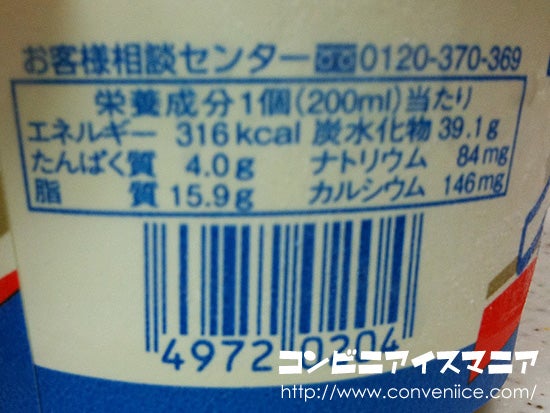 お客様相談センター 0120-370-369
栄養成分1個(200ml)当たり
エネルギー 316kcal 炭水化物 39.1g
たんぱく質 4.0g ナトリウム 84mg
脂質 15.9g カルシウム 146mg
4972 0204
コンビニアイスマニア
http://www.conveniice.com/